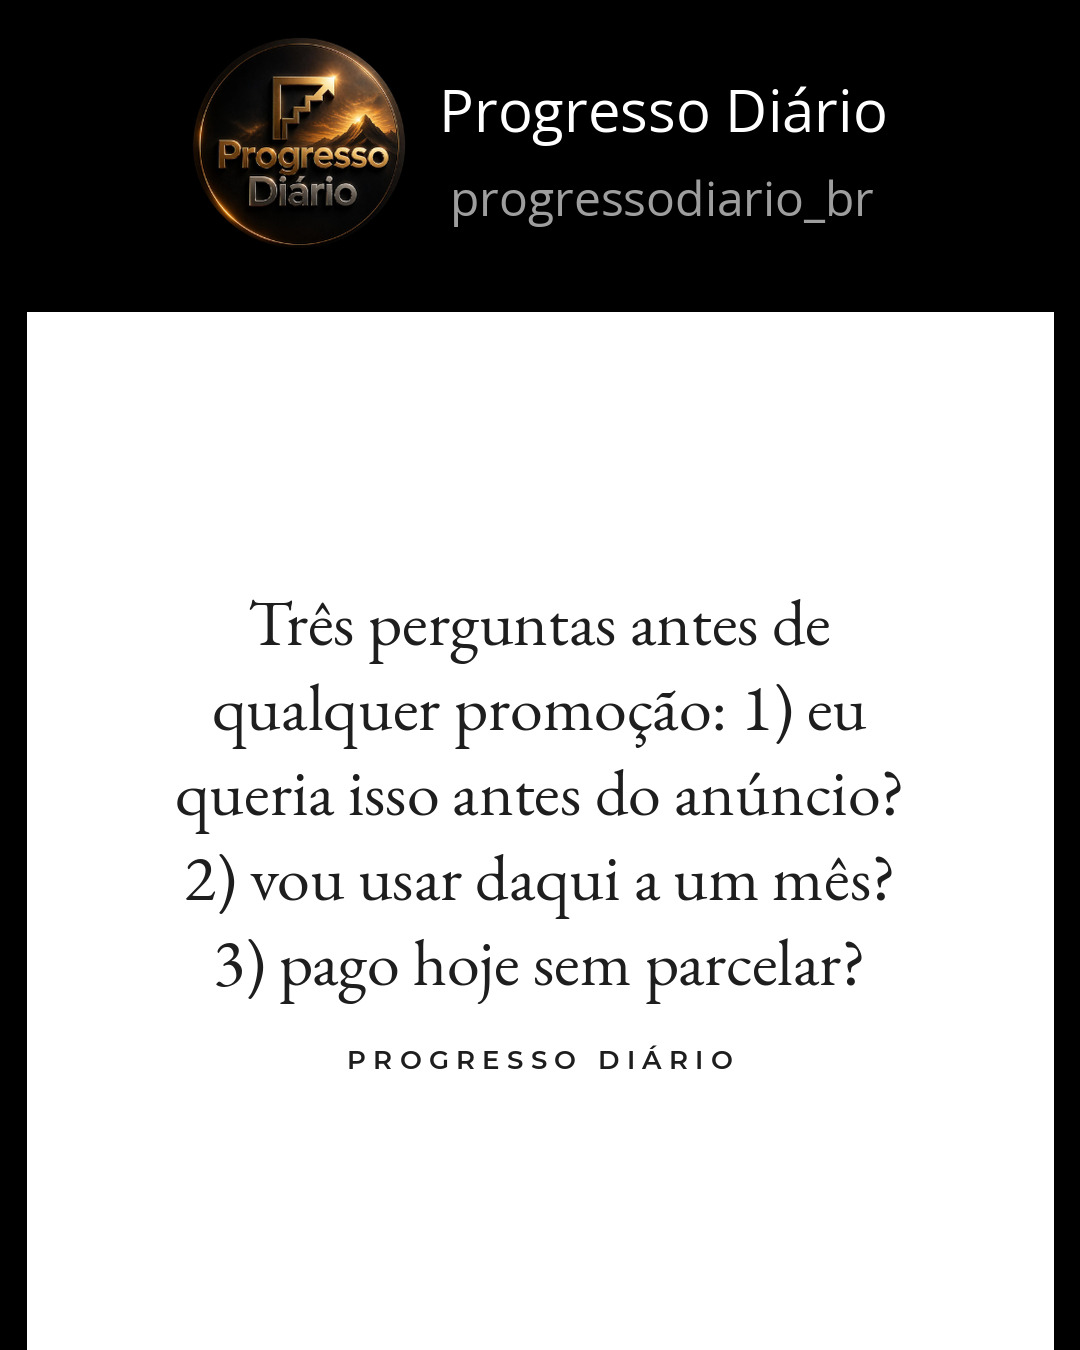 Progresso
Diário
Progresso Diário
progressodiario_br
Três perguntas antes de
qualquer promoção: 1) eu
queria isso antes do anúncio?
2) vou usar daqui a um mês?
3) pago hoje sem parcelar?
PROGRESSO DIÁRIO